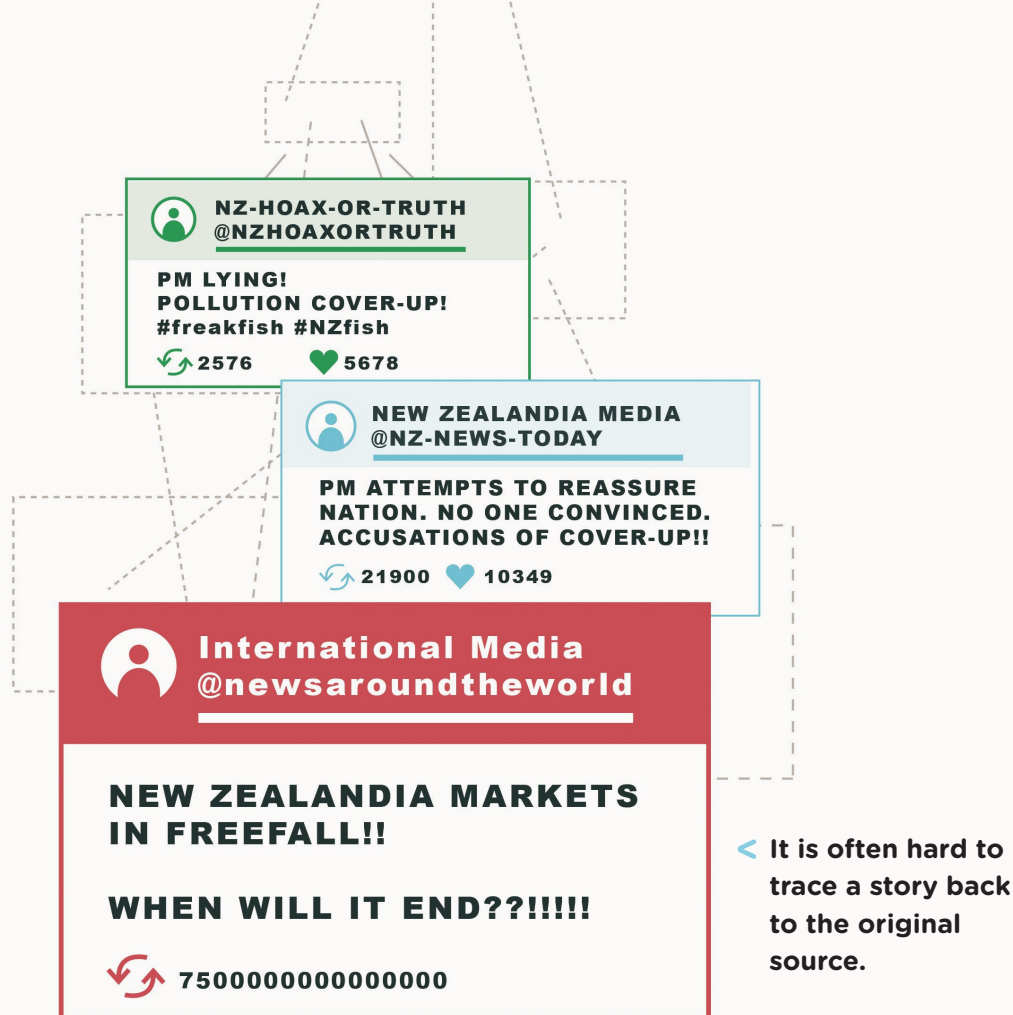 NZ-HOAX-OR-TRUTH
@NZHOAXORTRUTH
PM LYING!
POLLUTION COVER-UP!
#freakfish #NZfish
2576 5678
NEW ZEALANDIA MEDIA
@NZ-NEWS-TODAY
PM ATTEMPTS TO REASSURE
NATION. NO ONE CONVINCED.
ACCUSATIONS OF COVER-UP!!
21900 10349
International Media
@newsaroundtheworld
NEW ZEALANDIA MARKETS
IN FREEFALL!!
WHEN WILL IT END??!!!!!
7500000000000000
< It is often hard to
trace a story back
to the original
source.